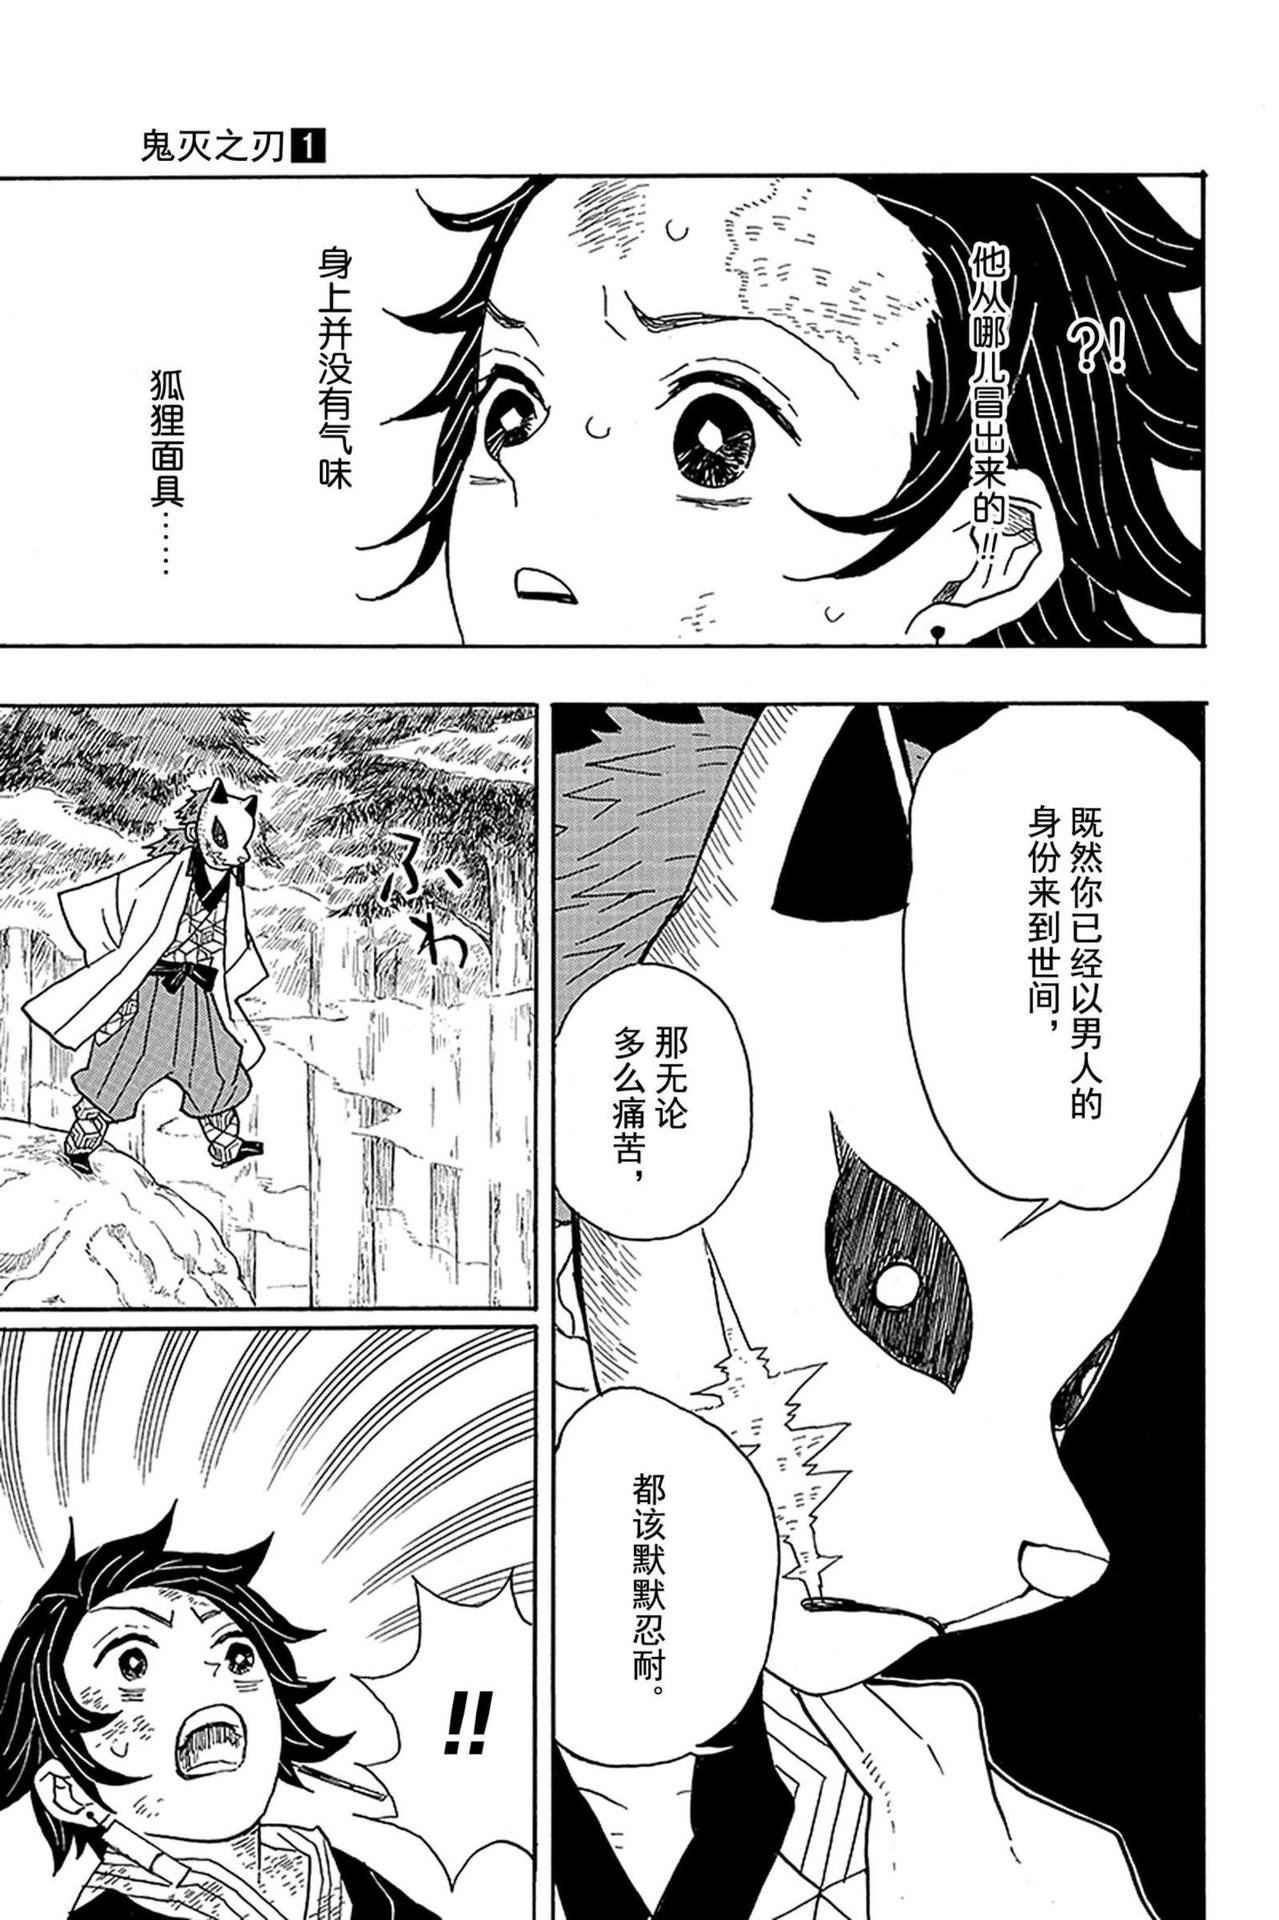 鬼灭之刃1
?!
他从哪儿冒出来的!!
身上并没有气味
狐狸面具……
既然你已经以男人的
身份来到世间，
那无论
多么痛苦，
都该默默忍耐。
ふわ
!!